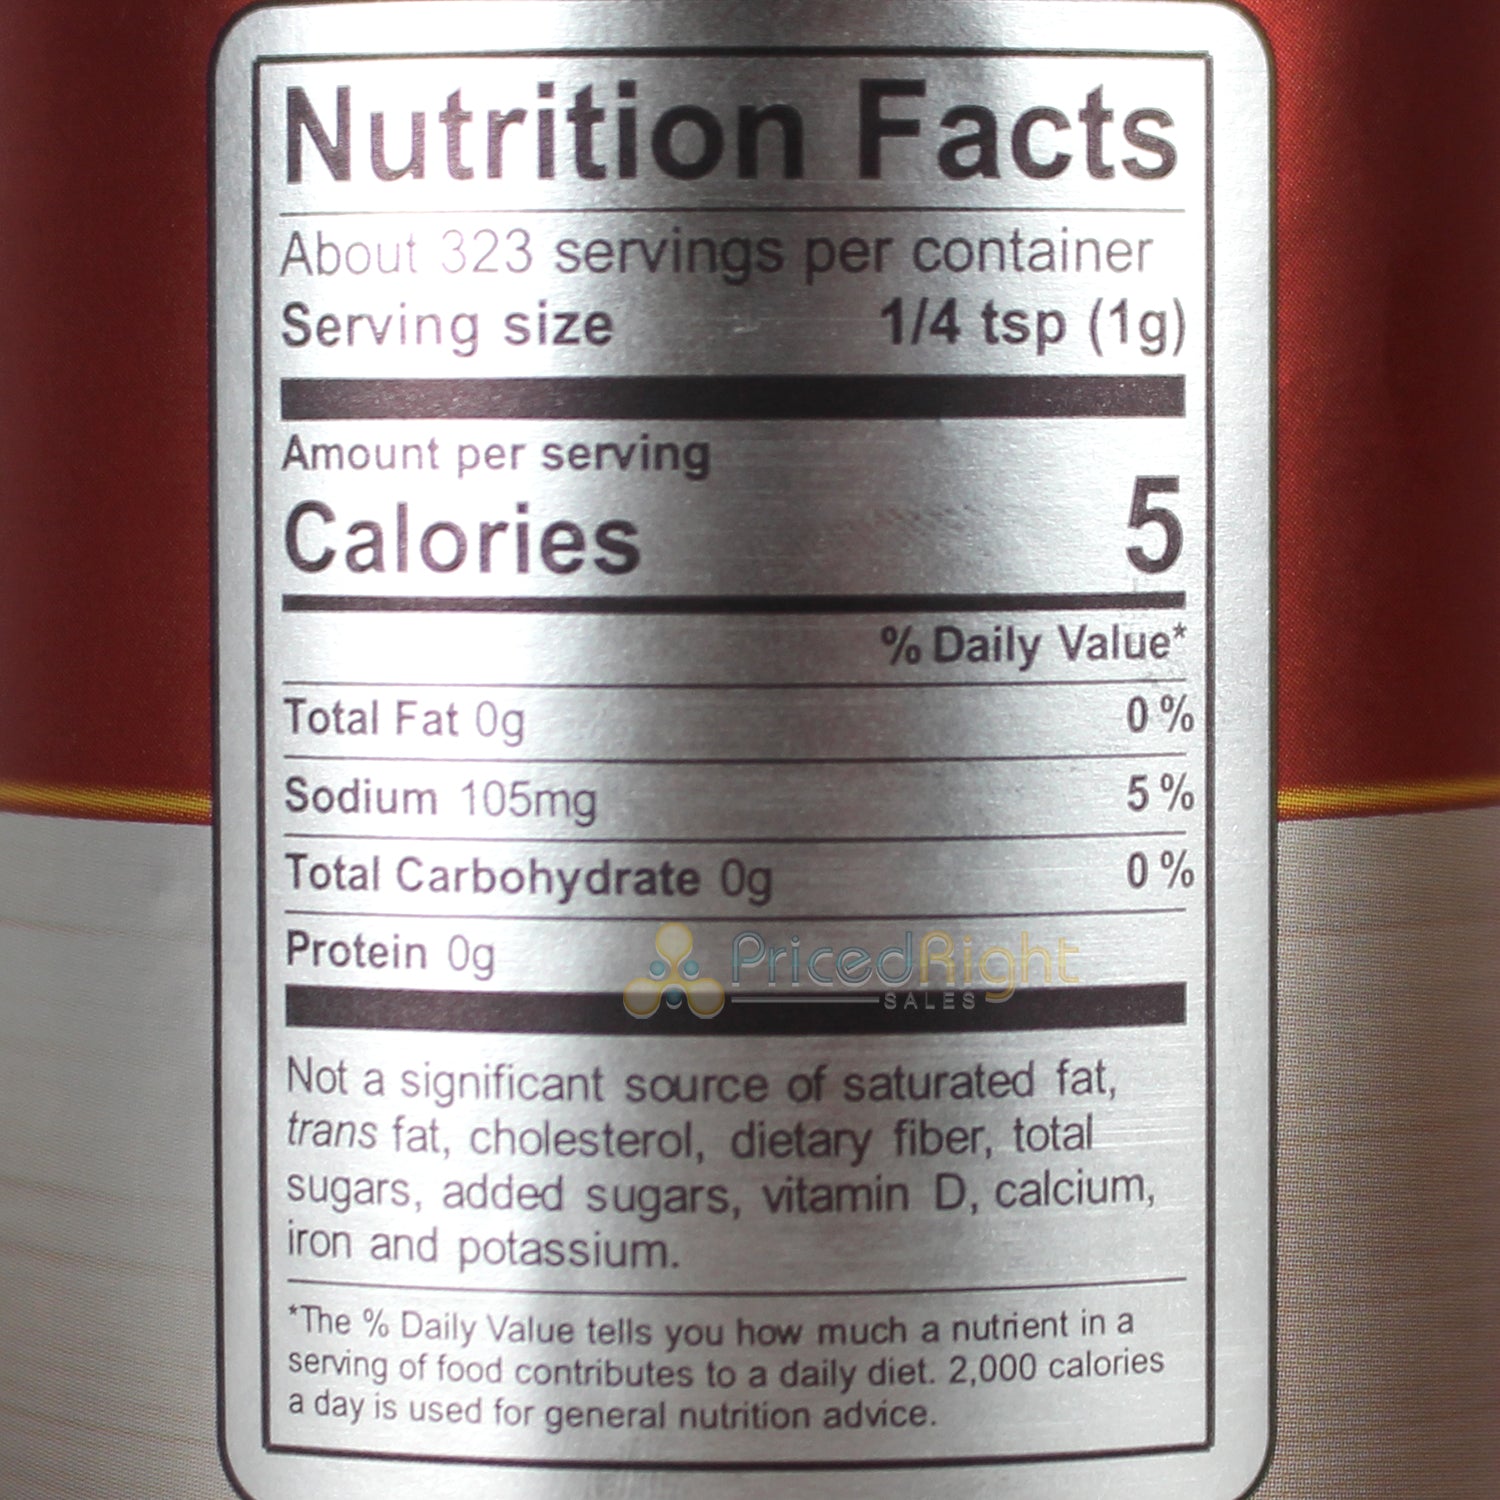 Nutrition Facts
About 323 servings per container
Serving size 1/4 tsp (1g)
Amount per serving
Calories 5
% Daily Value*
Total Fat 0g 0 %
Sodium 105mg 5 %
Total Carbohydrate 0g 0 %
Protein 0g
PricedRight
SALES
Not a significant source of saturated fat,
trans fat, cholesterol, dietary fiber, total
sugars, added sugars, vitamin D, calcium,
iron and potassium.
*The % Daily Value tells you how much a nutrient in a
serving of food contributes to a daily diet. 2,000 calories
a day is used for general nutrition advice.